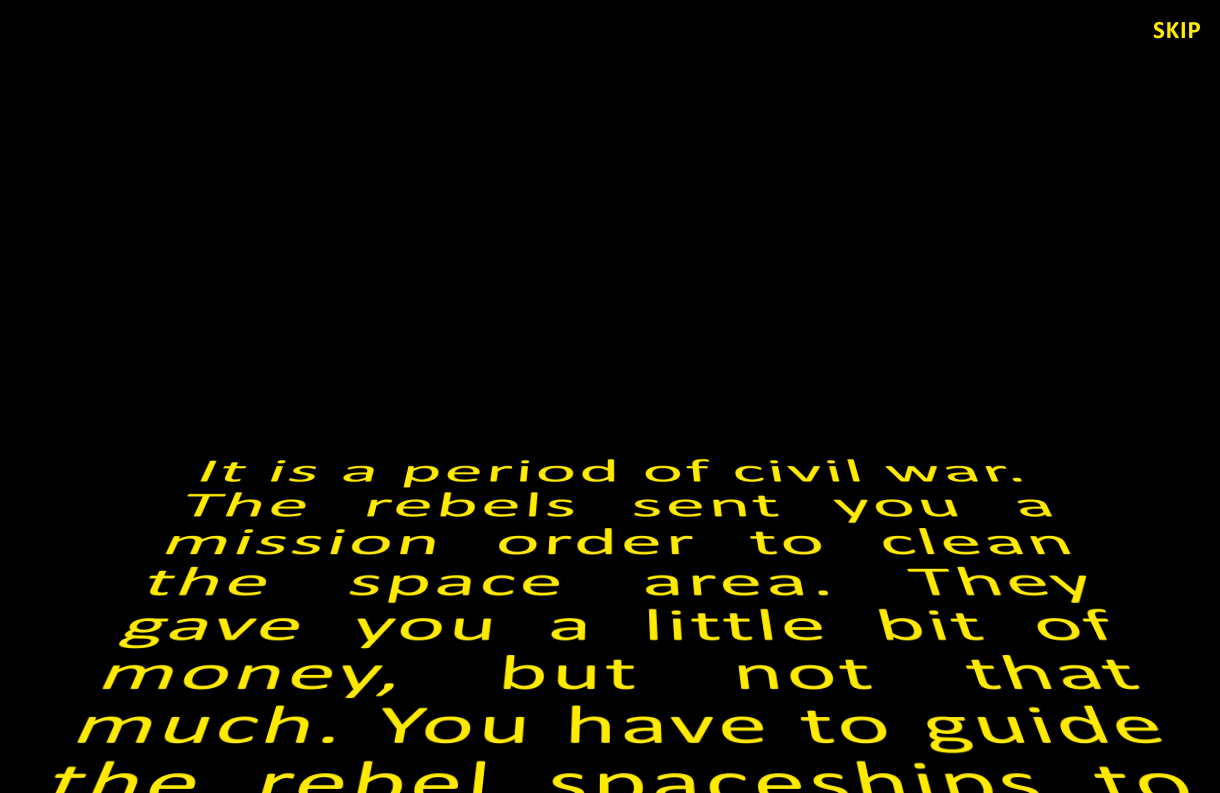 SKIP
It is a period of civil war.
The rebels sent you a
mission order to clean
the space area. They
gave you a little bit of
money, but not that
much. You have to guide
the rebel spaceships to